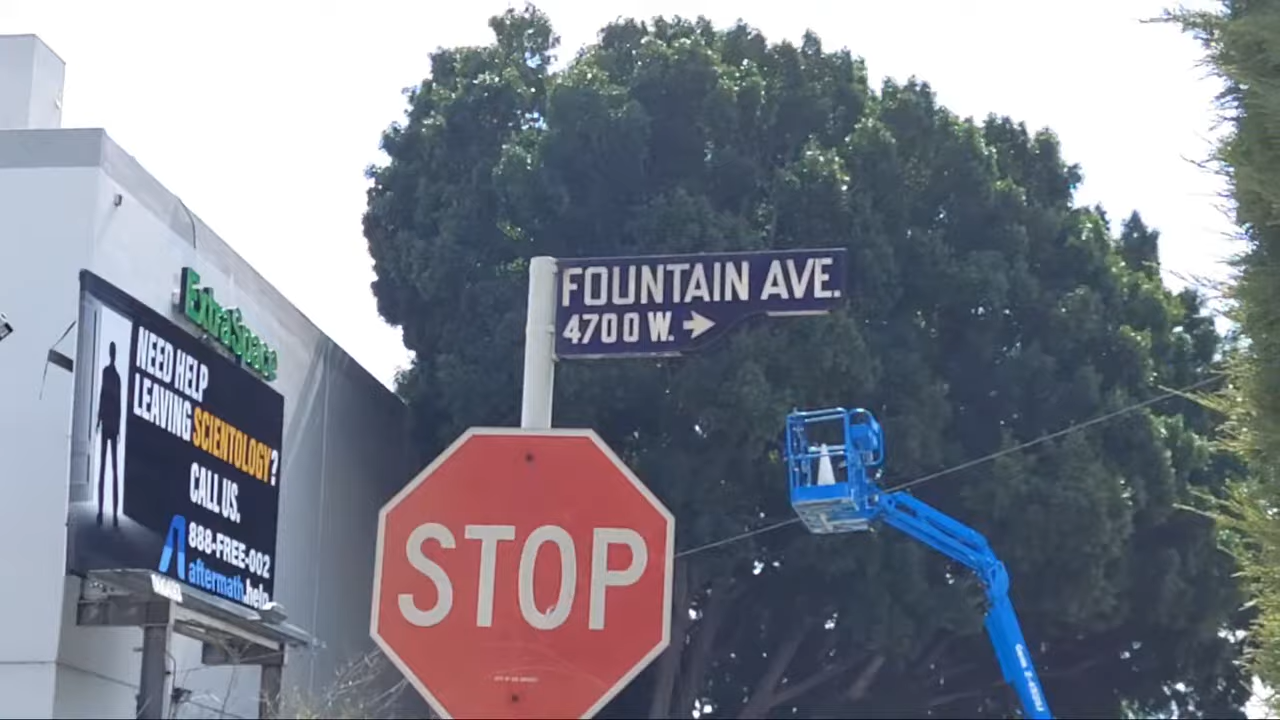 ExtraSpace
NEED HELP
LEAVING SCIENTOLOGY?
CALL US.
888-FREE-002
aftermath.help
FOUNTAIN AVE.
4700 W. →
STOP